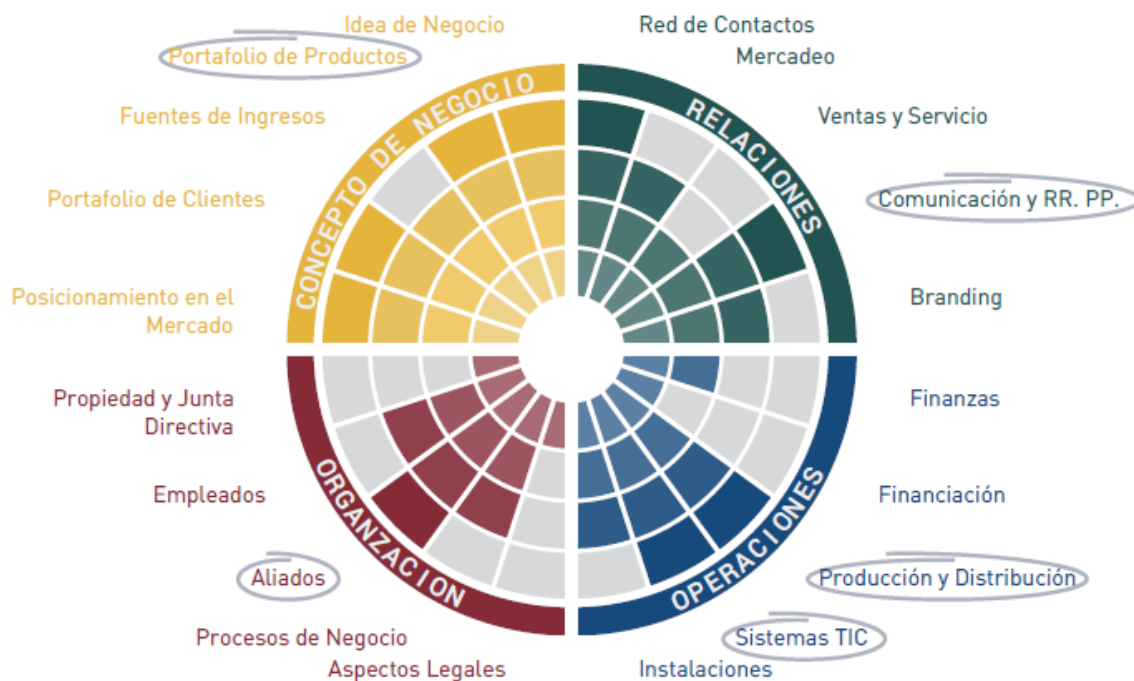 Idea de Negocio
Portafolio de Productos
Fuentes de Ingresos
Portafolio de Clientes
Posicionamiento en el
Mercado
CONCEPTO DE NEGOCIO
Red de Contactos
Mercadeo
Ventas y Servicio
Comunicación y RR. PP.
Branding
RELACIONES
Propiedad y Junta
Directiva
Empleados
Aliados
Procesos de Negocio
Aspectos Legales
ORGANZACION
Finanzas
Financiación
Producción y Distribución
Sistemas TIC
Instalaciones
OPERACIONES